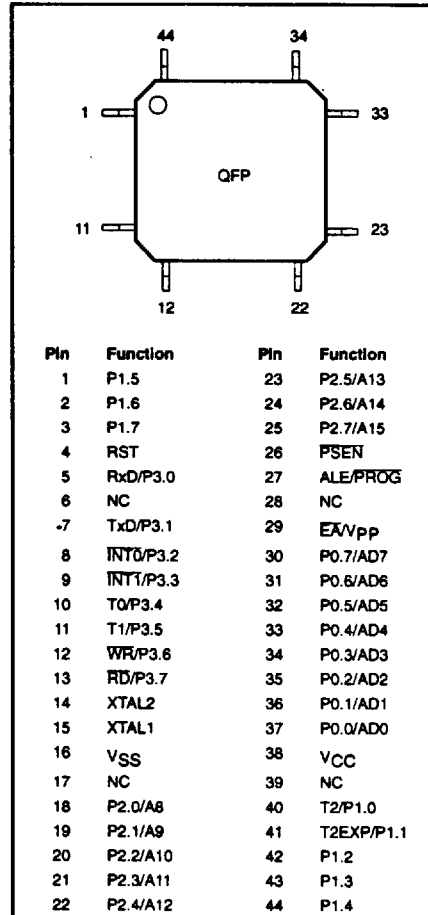 44 34
1 33
QFP
11 23
12 22
Pin Function Pin Function
1 P1.5 23 P2.5/A13
2 P1.6 24 P2.6/A14
3 P1.7 25 P2.7/A15
4 RST 26 PSEN
5 RxD/P3.0 27 ALE/PROG
6 NC 28 NC
7 TxD/P3.1 29 EA/VPP
8 INT0/P3.2 30 P0.7/AD7
9 INT1/P3.3 31 P0.6/AD6
10 T0/P3.4 32 P0.5/AD5
11 T1/P3.5 33 P0.4/AD4
12 WR/P3.6 34 P0.3/AD3
13 RD/P3.7 35 P0.2/AD2
14 XTAL2 36 P0.1/AD1
15 XTAL1 37 P0.0/AD0
16 VSS 38 VCC
17 NC 39 NC
18 P2.0/A8 40 T2/P1.0
19 P2.1/A9 41 T2EXP/P1.1
20 P2.2/A10 42 P1.2
21 P2.3/A11 43 P1.3
22 P2.4/A12 44 P1.4